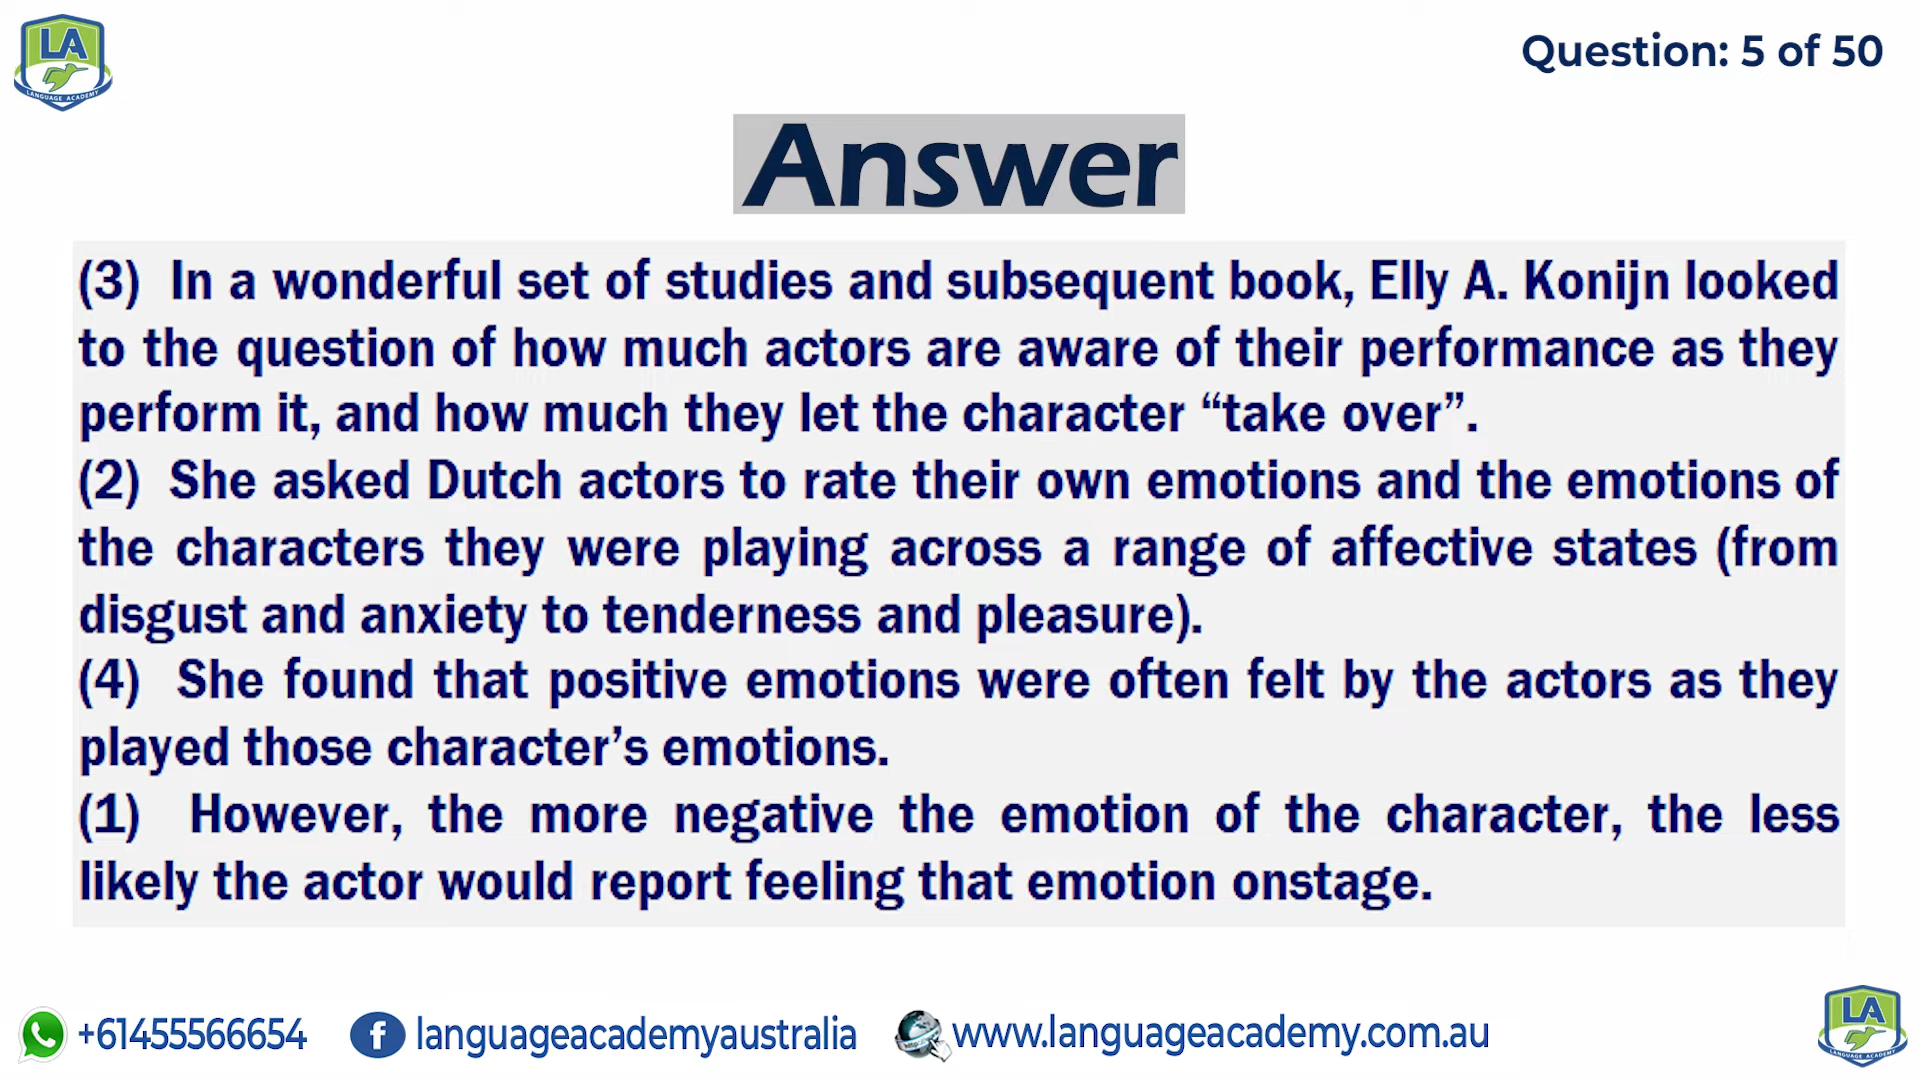 LA
LANGUAGE ACADEMY
Question: 5 of 50
Answer
(3) In a wonderful set of studies and subsequent book, Elly A. Konijn looked
to the question of how much actors are aware of their performance as they
perform it, and how much they let the character “take over”.
(2) She asked Dutch actors to rate their own emotions and the emotions of
the characters they were playing across a range of affective states (from
disgust and anxiety to tenderness and pleasure).
(4) She found that positive emotions were often felt by the actors as they
played those character’s emotions.
(1) However, the more negative the emotion of the character, the less
likely the actor would report feeling that emotion onstage.
+61455566654
f languageacademyaustralia
www.languageacademy.com.au
LA
LANGUAGE ACADEMY